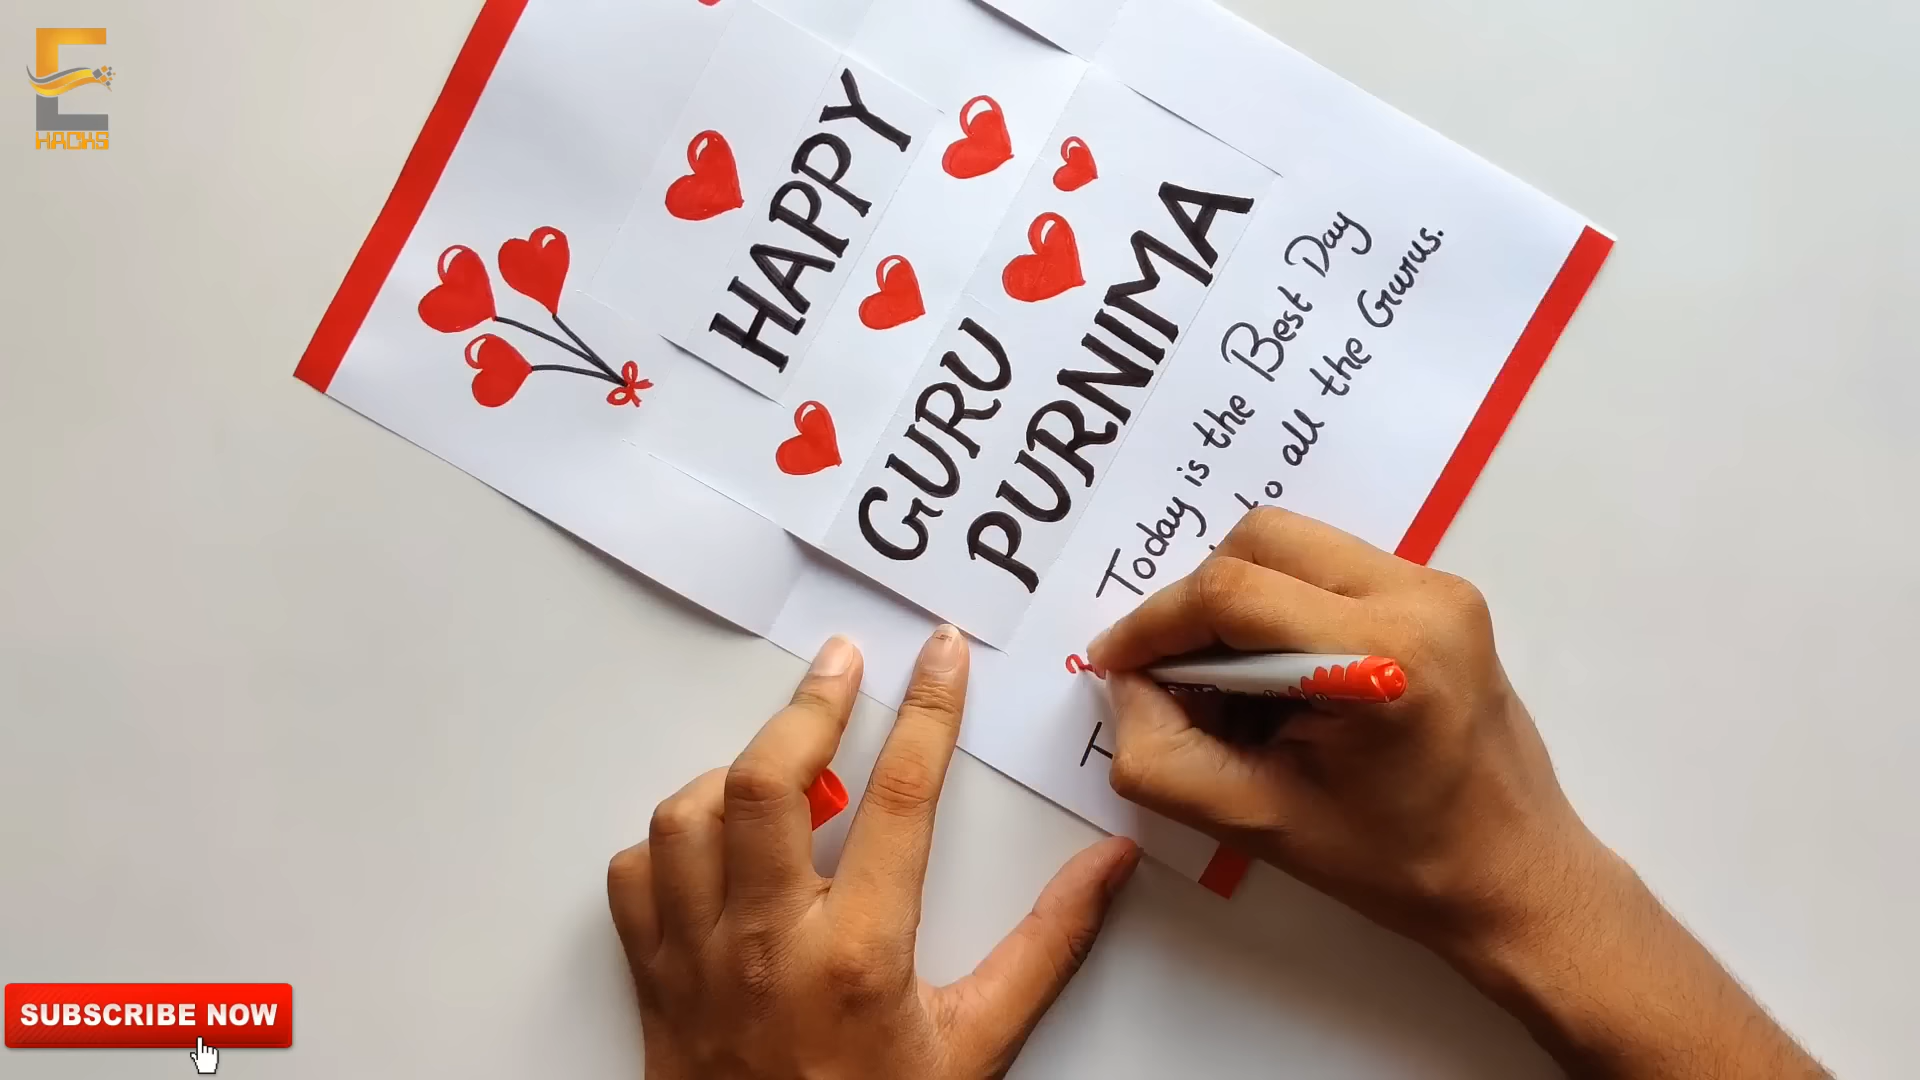 HACKS
HAPPY
GURU
PURNIMA
Today is the Best Day
to all the Gurus.
T
SUBSCRIBE NOW